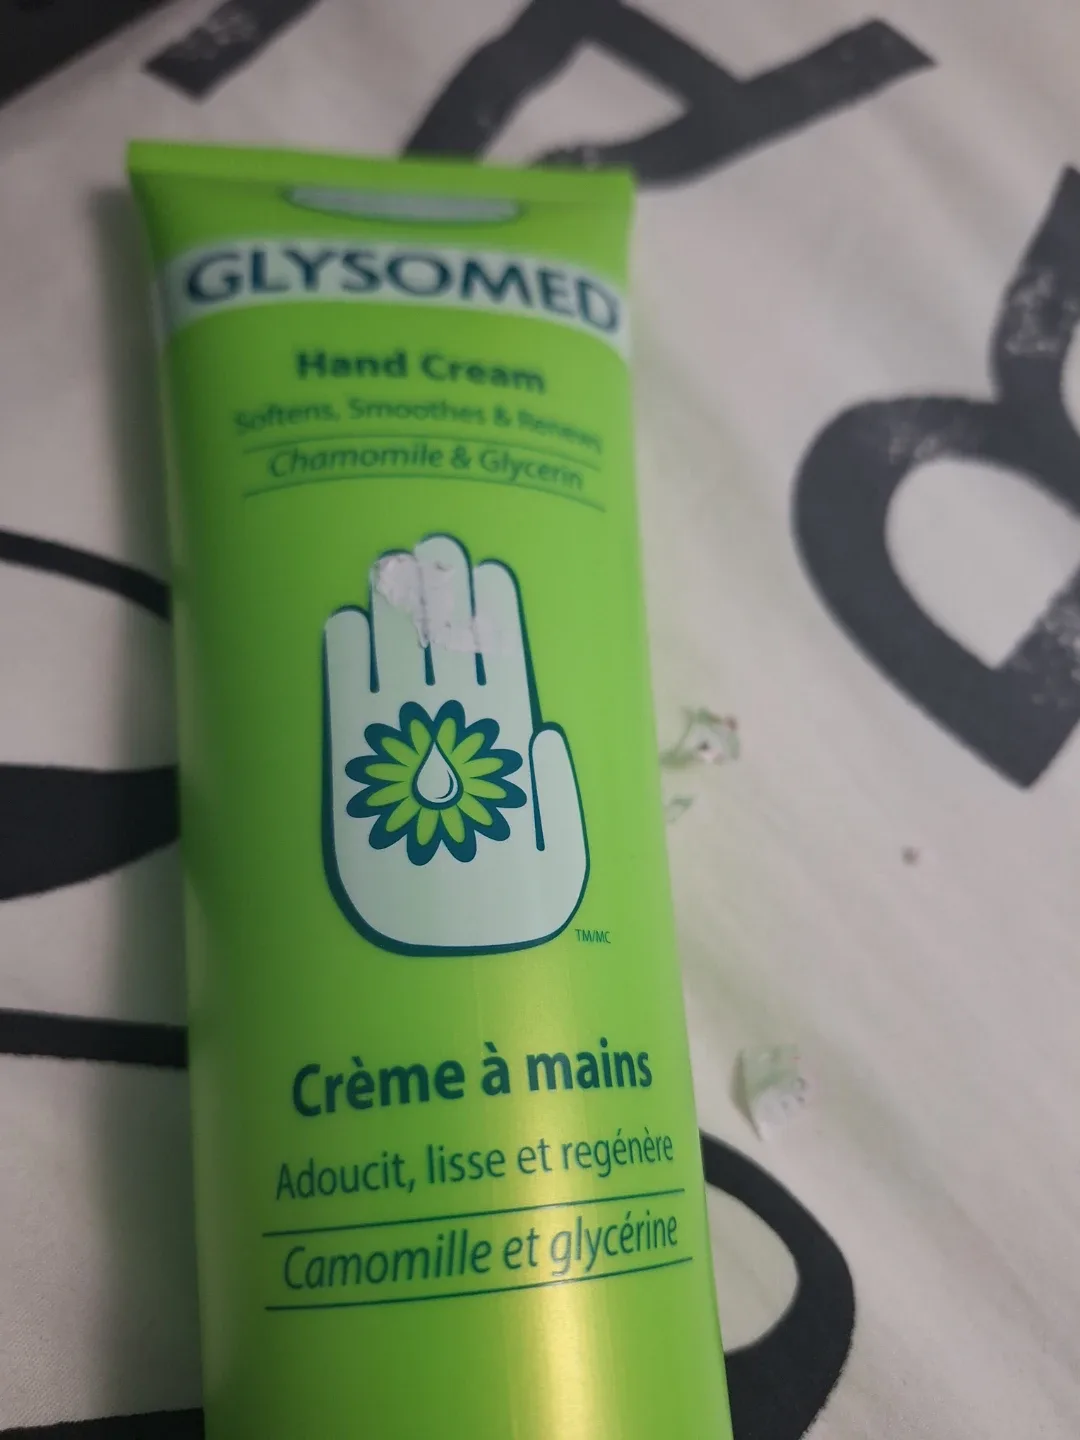 GLYSOMED
Hand Cream
Softens, Smoothes & Renews
Chamomile & Glycerin
TM/MC
Crème à mains
Adoucit, lisse et regénère
Camomille et glycérine